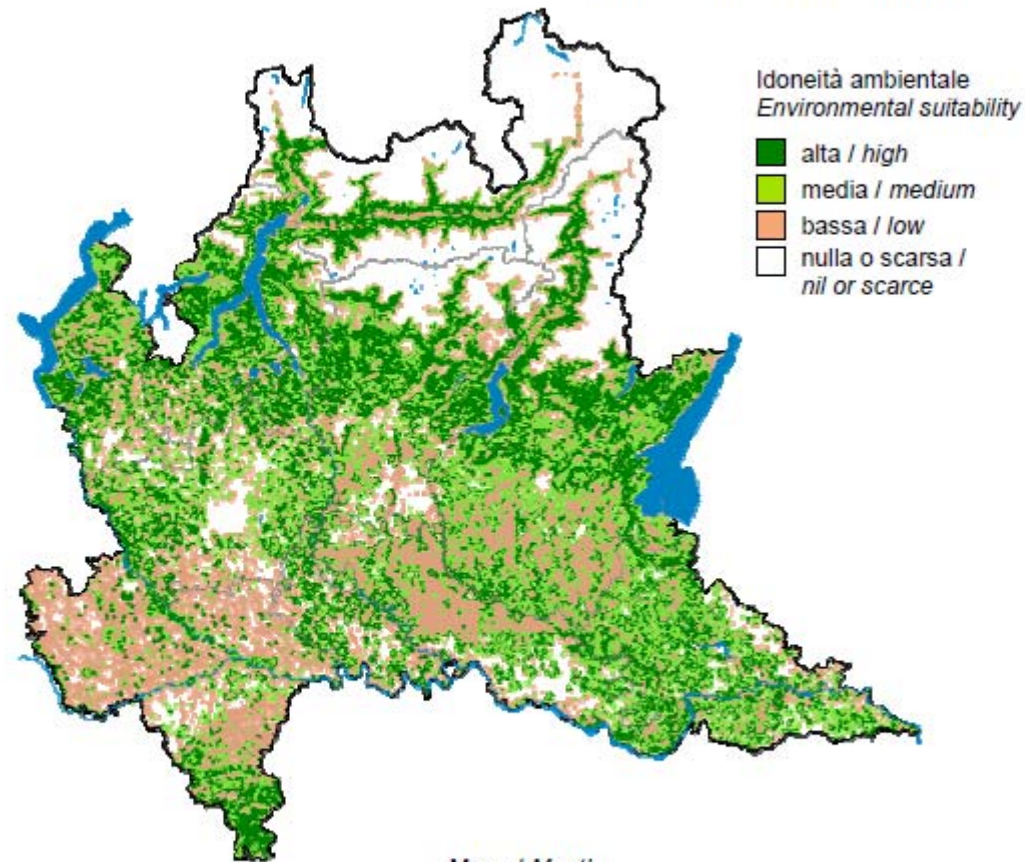 Idoneità ambientale
Environmental suitability
alta / high
media / medium
bassa / low
nulla o scarsa /
nil or scarce